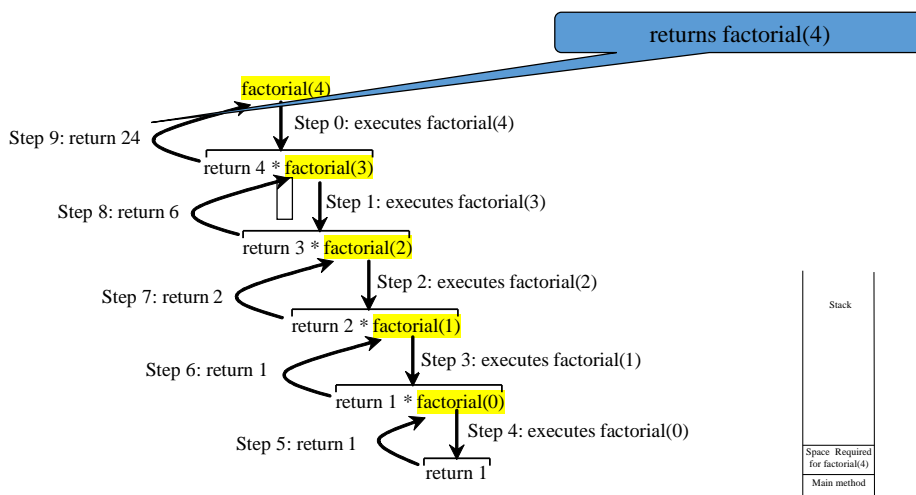 returns factorial(4)
factorial(4)
Step 0: executes factorial(4)
Step 9: return 24
return 4 * factorial(3)
Step 1: executes factorial(3)
Step 8: return 6
return 3 * factorial(2)
Step 2: executes factorial(2)
Step 7: return 2
return 2 * factorial(1)
Step 3: executes factorial(1)
Step 6: return 1
return 1 * factorial(0)
Step 4: executes factorial(0)
Step 5: return 1
return 1
Stack
Space Required
for factorial(4)
Main method